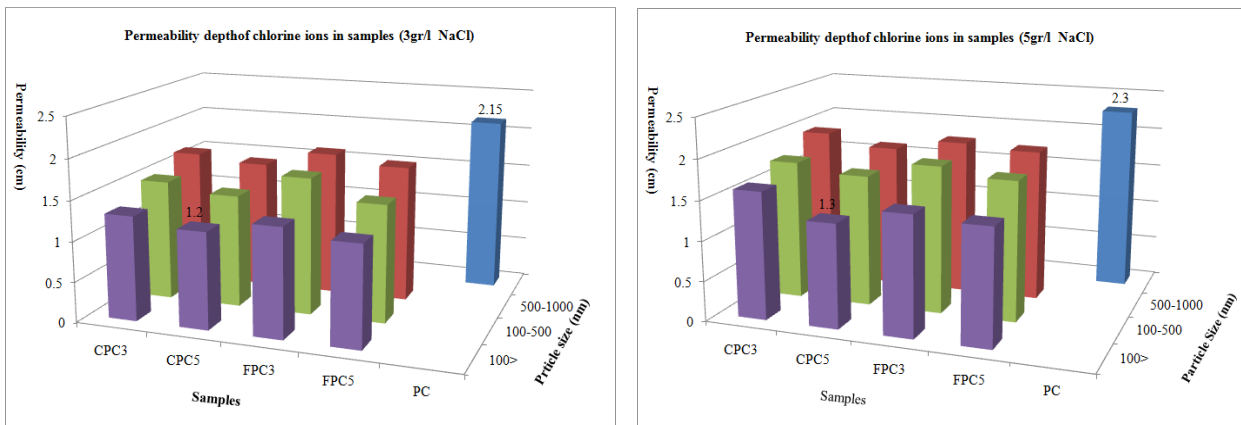 Permeability depthof chlorine ions in samples (3gr/l NaCl)
Permeability (cm)
2.5
2
1.5
1
0.5
0
2.15
1.2
CPC3
CPC5
FPC3
FPC5
PC
Samples
500-1000
100-500
100>
Prticle size (nm)
Permeability depthof chlorine ions in samples (5gr/l NaCl)
Permeability (cm)
2.5
2
1.5
1
0.5
0
2.3
1.3
CPC3
CPC5
FPC3
FPC5
PC
Samples
500-1000
100-500
100>
Particle Size (nm)